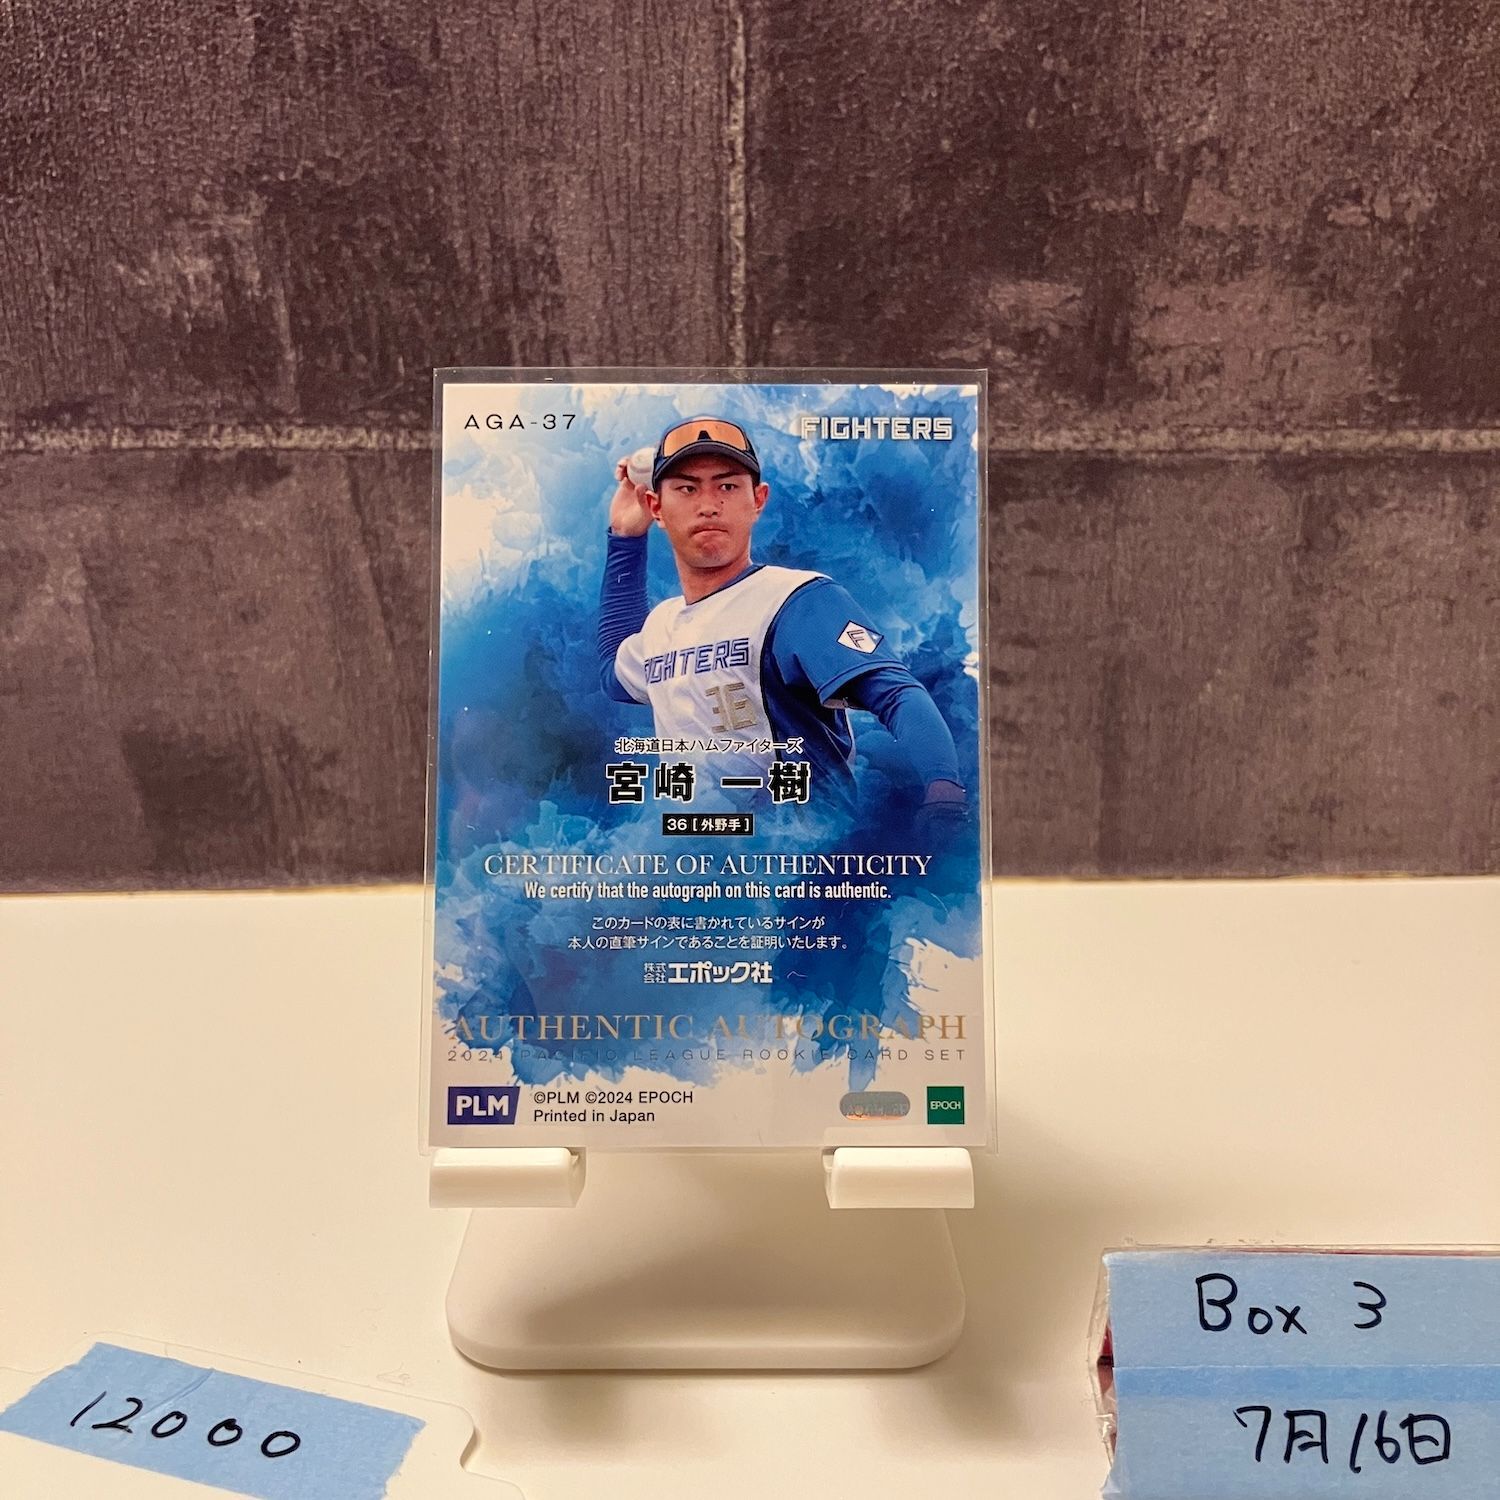 AGA-37
FIGHTERS
FIGHTERS
36
北海道日本ハムファイターズ
宮崎 一樹
36 [ 外野手 ]
CERTIFICATE OF AUTHENTICITY
We certify that the autograph on this card is authentic.
このカードの表に書かれているサインが
本人の直筆サインであることを証明いたします。
株式会社エポック社
AUTHENTIC AUTOGRAPH
2024 PACIFIC LEAGUE ROOKIE CARD SET
PLM
©PLM ©2024 EPOCH
Printed in Japan
EPOCH
12000
Box 3
7月16日